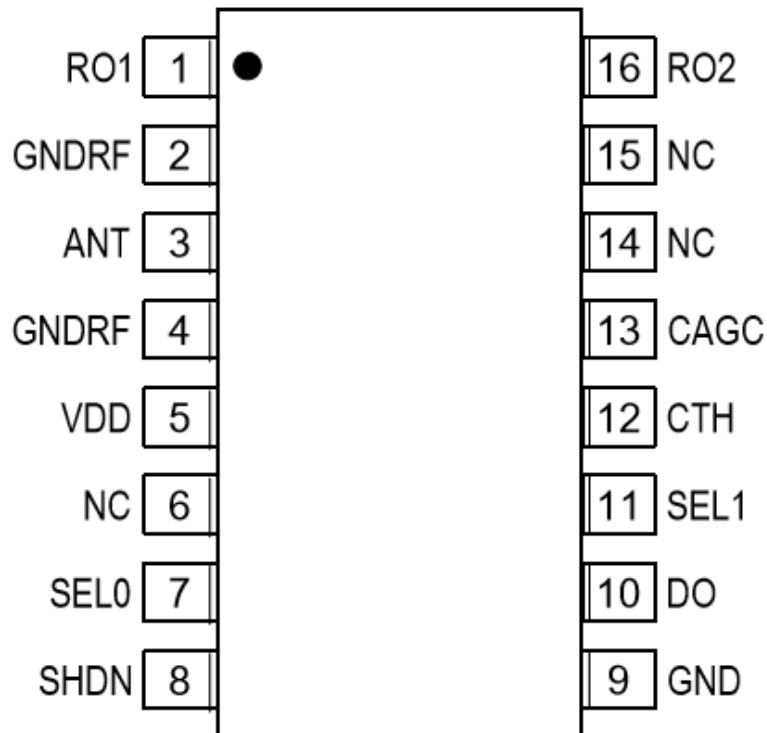 RO1 1 16 RO2
GNDRF 2 15 NC
ANT 3 14 NC
GNDRF 4 13 CAGC
VDD 5 12 CTH
NC 6 11 SEL1
SEL0 7 10 DO
SHDN 8 9 GND